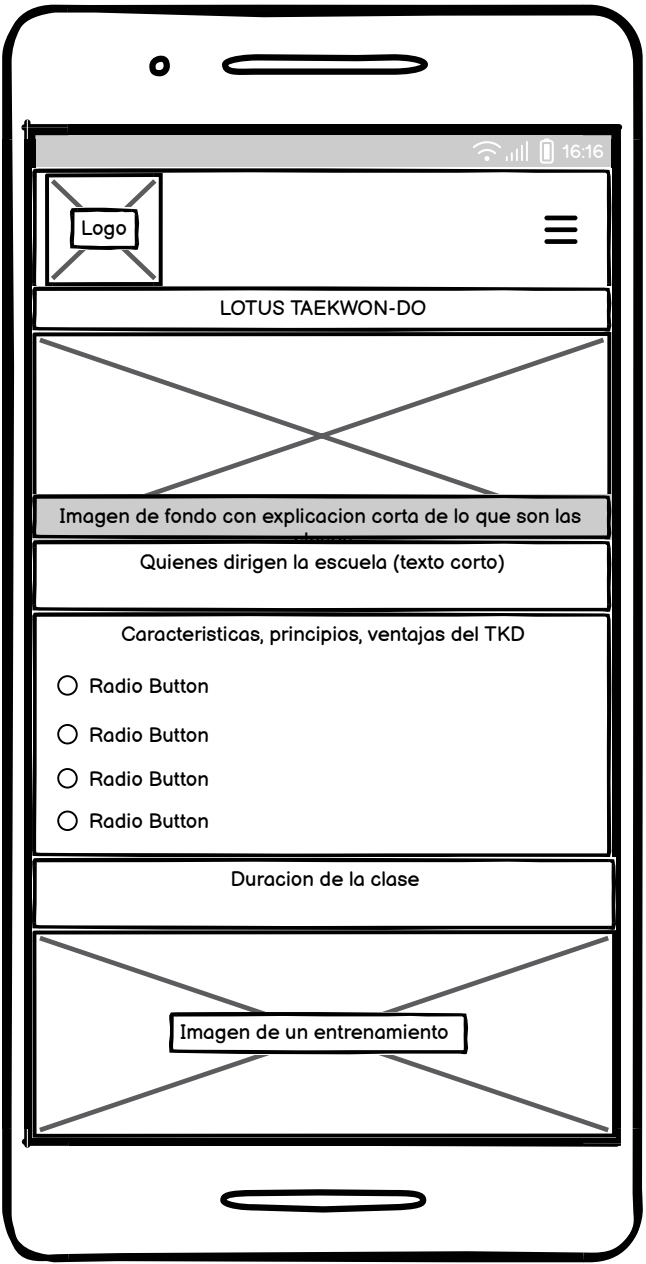 16:16
Logo
LOTUS TAEKWON-DO
Imagen de fondo con explicacion corta de lo que son las
Quienes dirigen la escuela (texto corto)
Caracteristicas, principios, ventajas del TKD
Radio Button
Radio Button
Radio Button
Radio Button
Duracion de la clase
Imagen de un entrenamiento